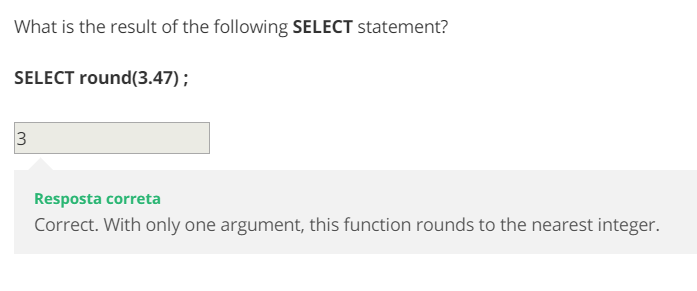 What is the result of the following SELECT statement?
SELECT round(3.47) ;
3
Resposta correta
Correct. With only one argument, this function rounds to the nearest integer.